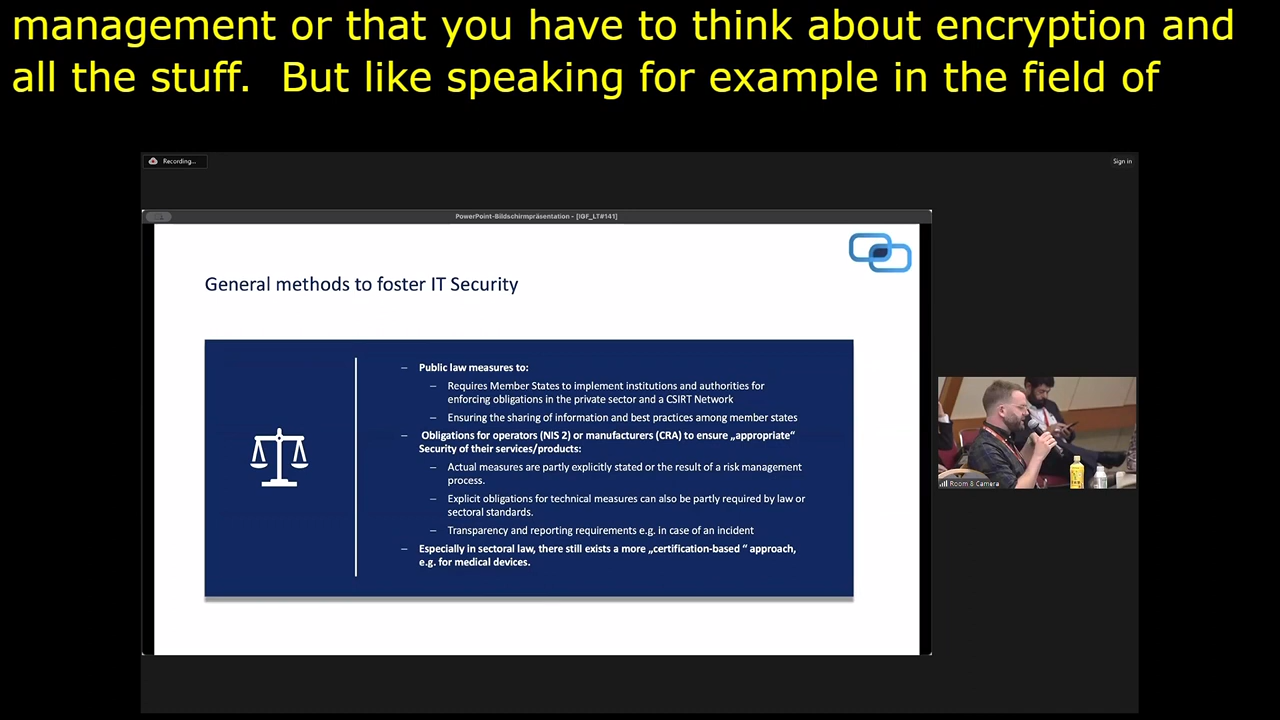 management or that you have to think about encryption and
all the stuff.  But like speaking for example in the field of
Recording...
Sign in
PowerPoint-Bildschirmpräsentation - [IGF_LT#141]
General methods to foster IT Security
– Public law measures to:
– Requires Member States to implement institutions and authorities for
enforcing obligations in the private sector and a CSIRT Network
– Ensuring the sharing of information and best practices among member states
– Obligations for operators (NIS 2) or manufacturers (CRA) to ensure „appropriate“
Security of their services/products:
– Actual measures are partly explicitly stated or the result of a risk management
process.
– Explicit obligations for technical measures can also be partly required by law or
sectoral standards.
– Transparency and reporting requirements e.g. in case of an incident
– Especially in sectoral law, there still exists a more „certification-based “ approach,
e.g. for medical devices.
Room 8 Camera